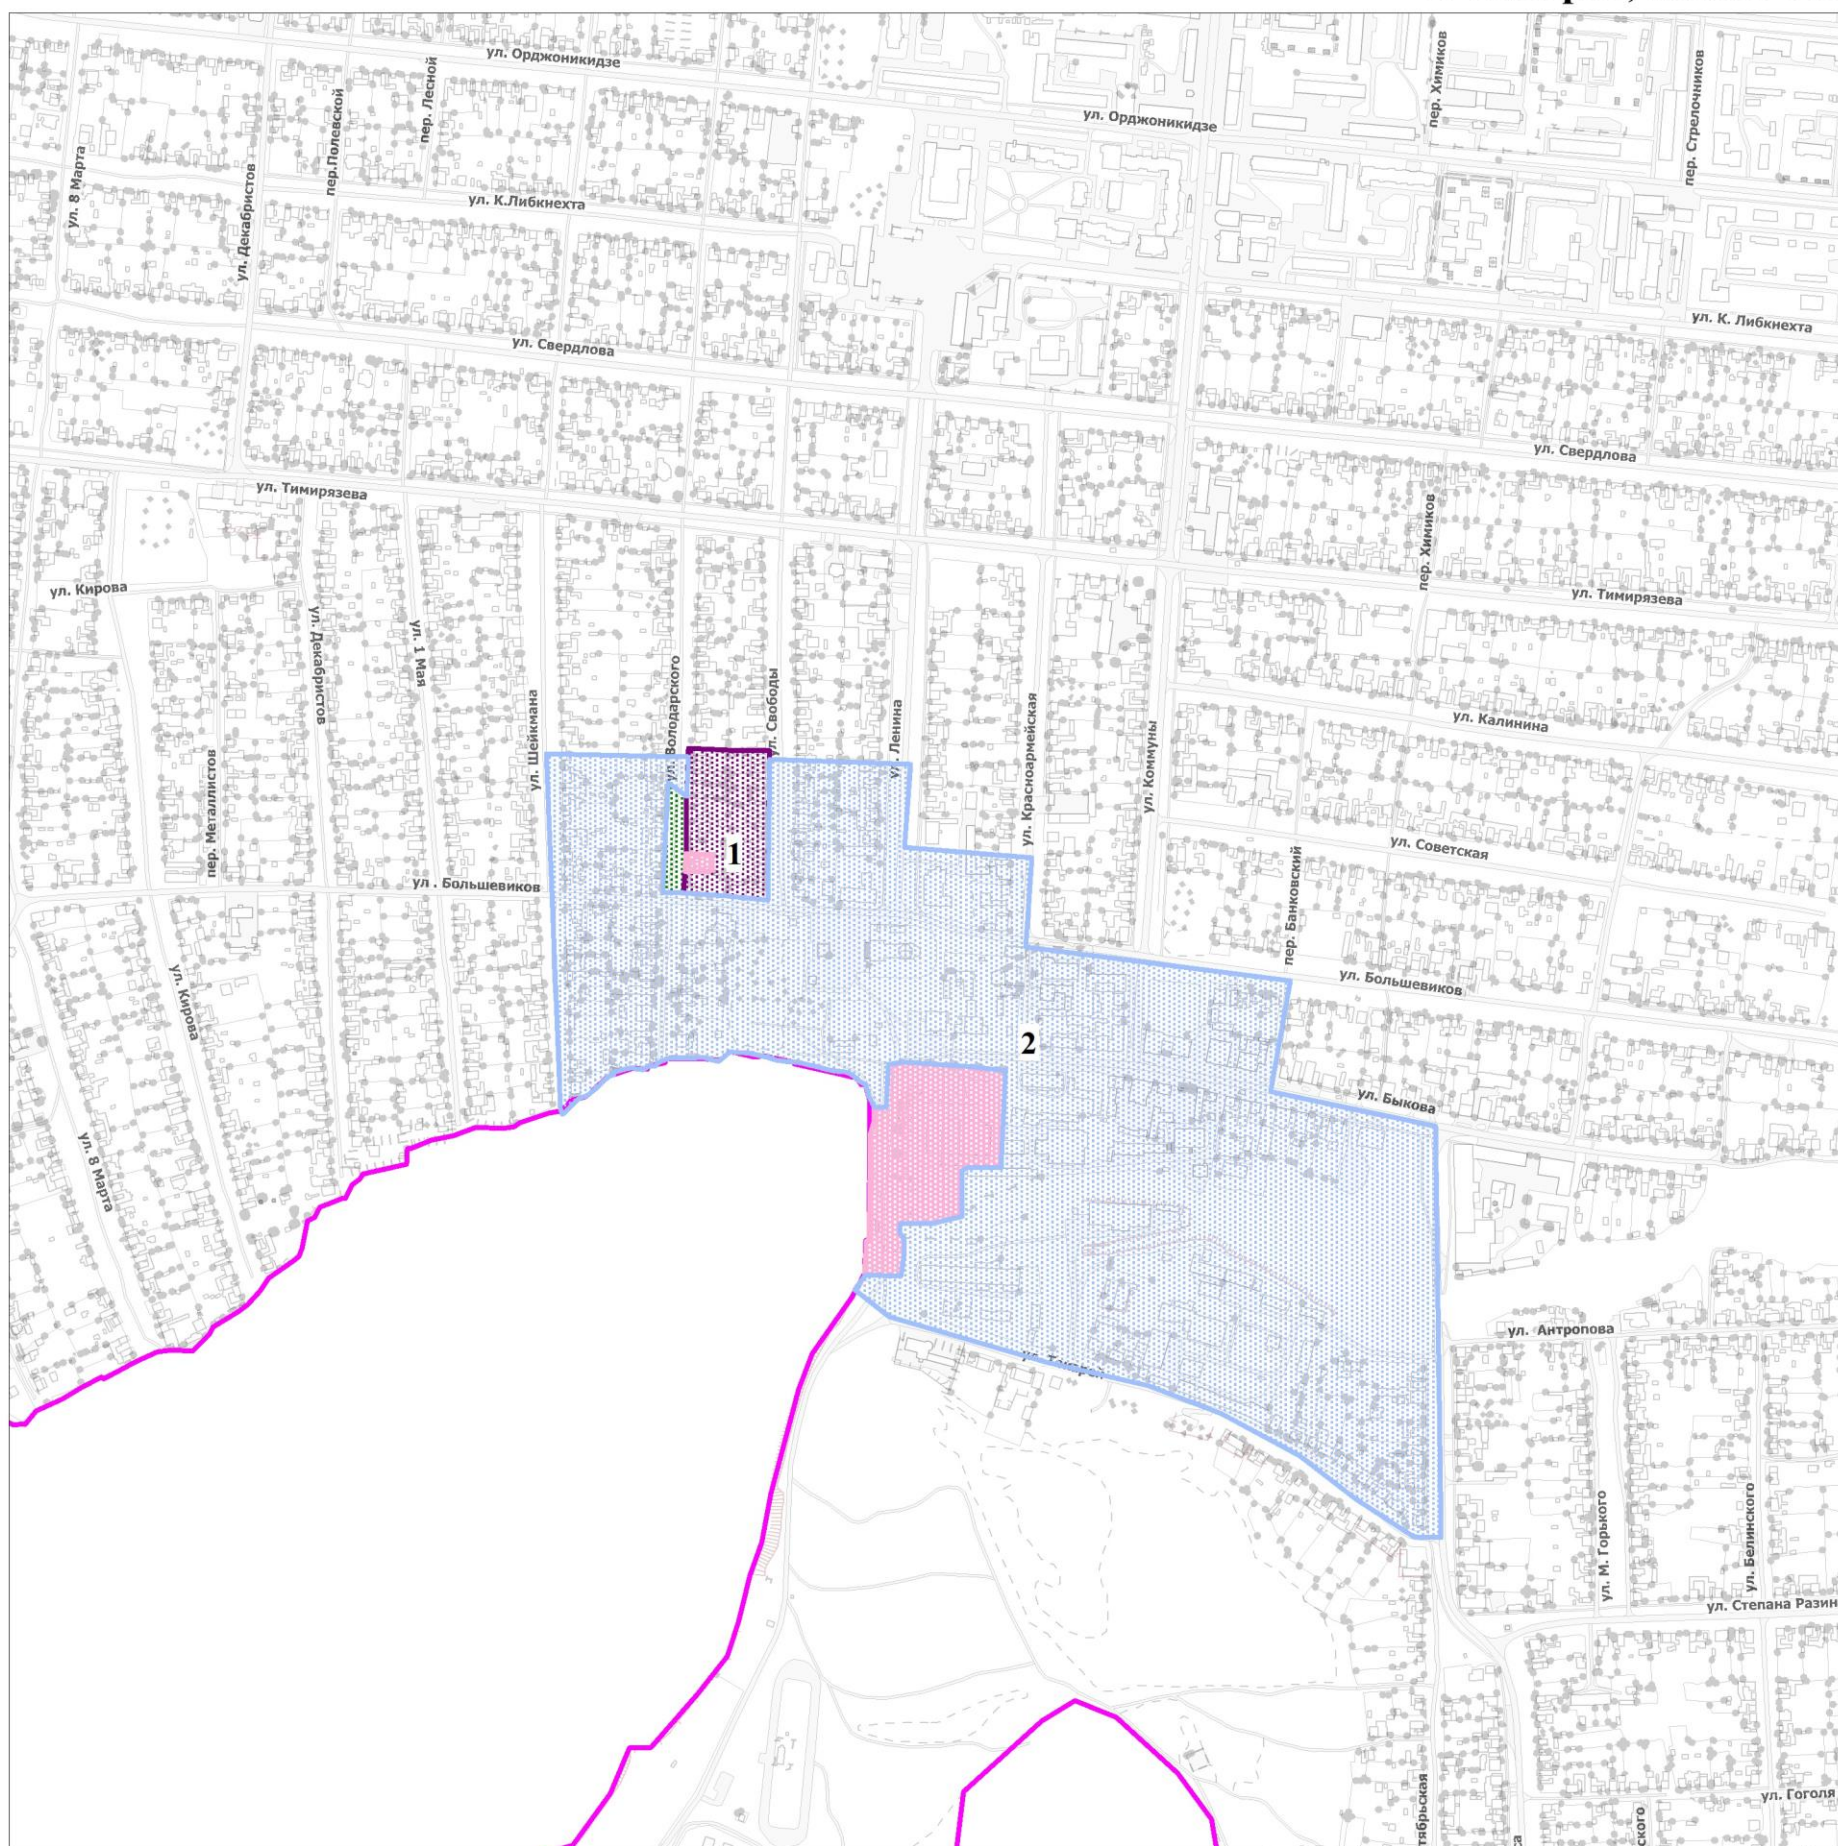 ул. Орджоникидзе
ул. Орджоникидзе
пер. Лесной
пер.Полевской
пер. Химиков
пер. Стрелочников
ул. 8 Марта
ул. Декабристов
ул. К.Либкнехта
ул. К. Либкнехта
ул. Свердлова
ул. Свердлова
ул. Тимирязева
пер. Химиков
ул. Кирова
ул. Тимирязева
ул. Декабристов
ул. 1 Мая
ул. Шейкмана
ул. Володарского
ул. Свободы
ул. Ленина
ул. Красноармейская
ул. Коммуны
ул. Калинина
пер. Металлистов
1
ул. Советская
ул . Большевиков
пер. Банковский
ул. Большевиков
ул. Кирова
2
ул. Быкова
ул. 8 Марта
ул. Антропова
ул. М. Горького
ул. Белинского
ул. Степана Разин
ул. Гоголя
тябрьская
ского